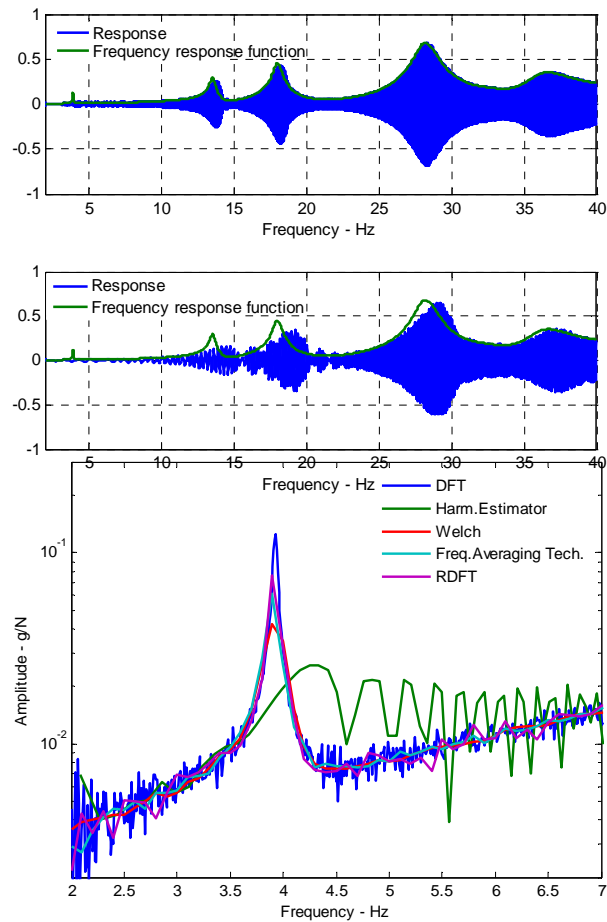 1
Response
Frequency response function
0.5
0
-0.5
-1
5 10 15 20 25 30 35 40
Frequency - Hz
1
Response
Frequency response function
0.5
0
-0.5
-1
5 10 15 20 25 30 35 40
Frequency - Hz
DFT
Harm.Estimator
Welch
Freq.Averaging Tech.
RDFT
10-1
10-2
Amplitude - g/N
2 2.5 3 3.5 4 4.5 5 5.5 6 6.5 7
Frequency - Hz